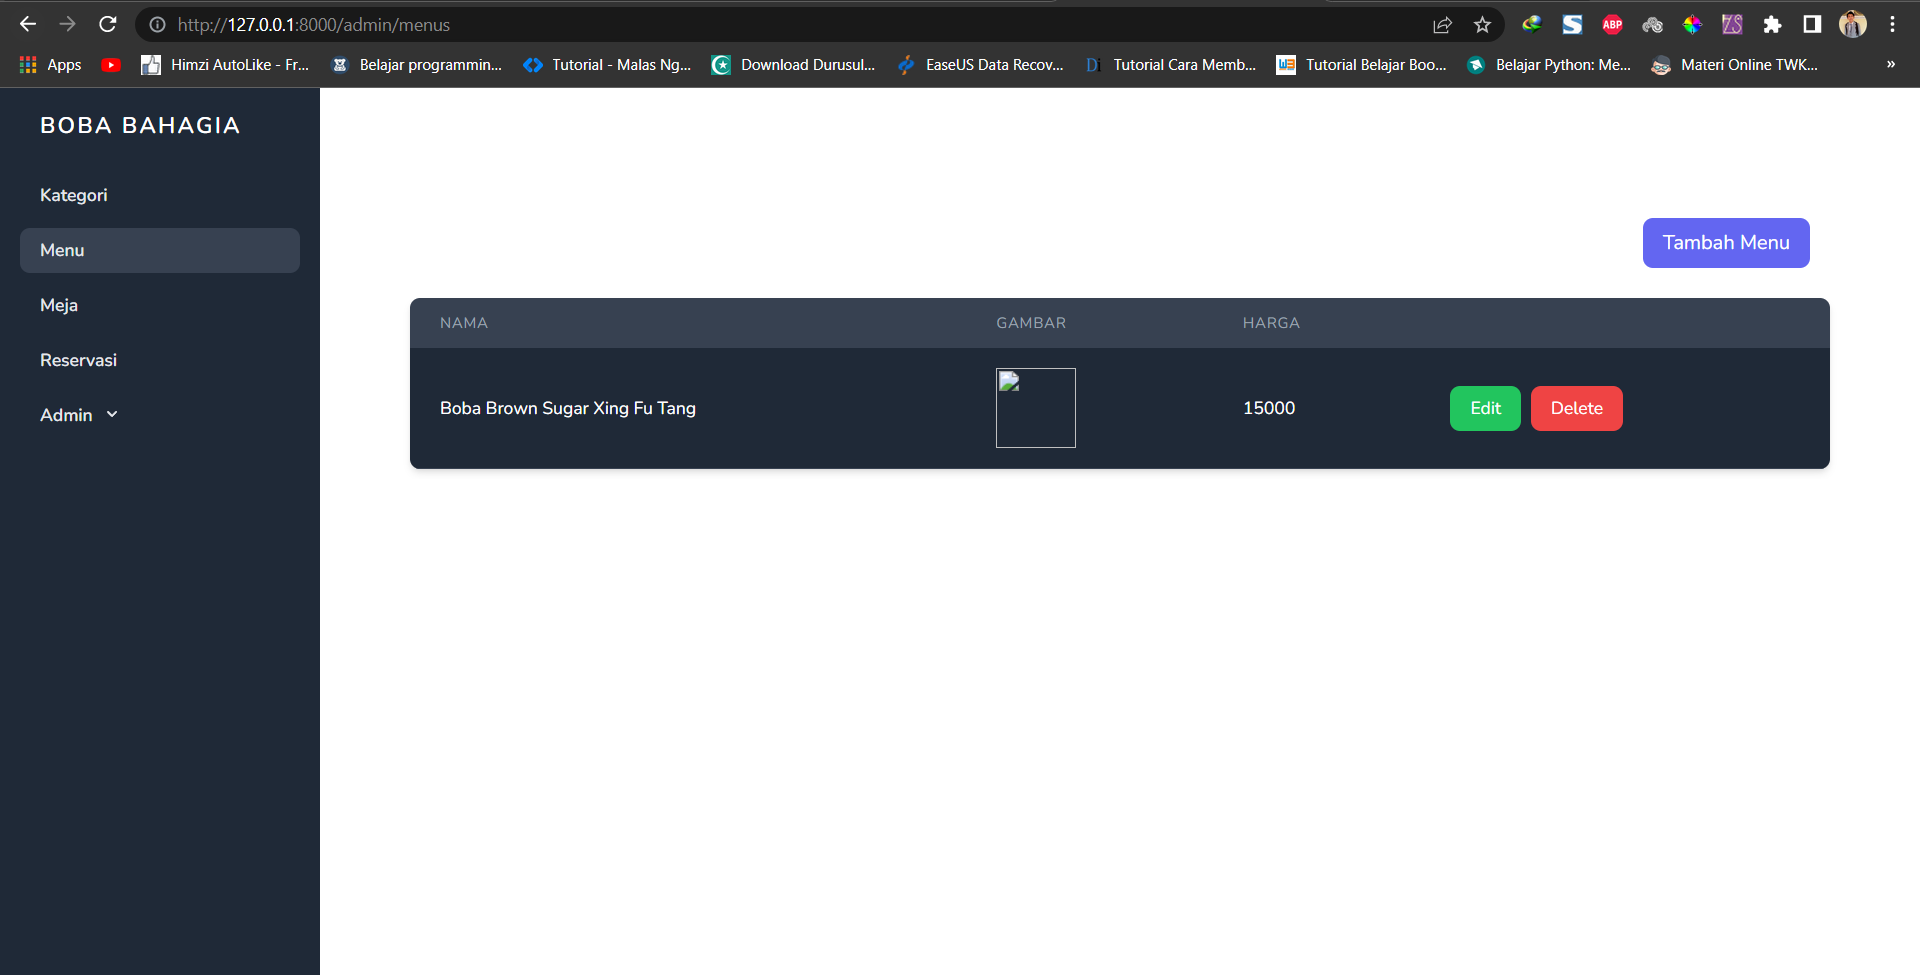 http://127.0.0.1:8000/admin/menus
ABP
Apps Himzi AutoLike - Fr... Belajar programmin... Tutorial - Malas Ng... Download Durusul... EaseUS Data Recov... Tutorial Cara Memb... Tutorial Belajar Boo... Belajar Python: Me... Materi Online TWK... »
BOBA BAHAGIA
Kategori
Menu
Meja
Reservasi
Admin
Tambah Menu
NAMA GAMBAR HARGA
Boba Brown Sugar Xing Fu Tang 15000 Edit Delete